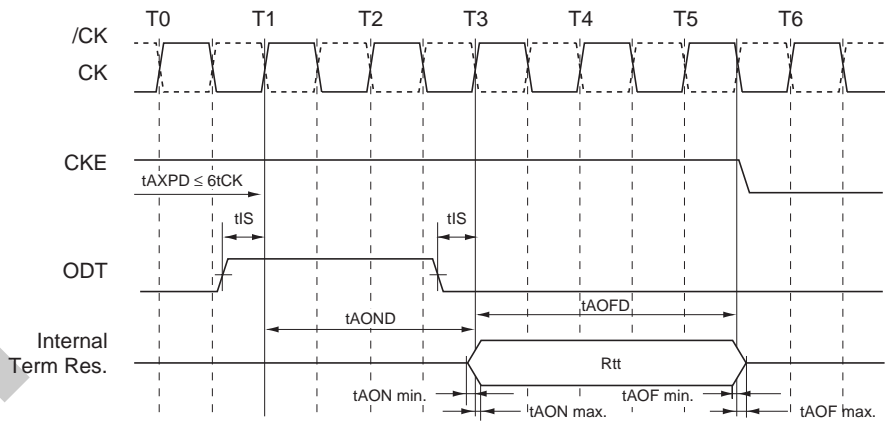 T0 T1 T2 T3 T4 T5 T6
/CK
CK
CKE
tAXPD ≤ 6tCK
tIS tIS
ODT
tAOND tAOFD
Internal
Term Res.
Rtt
tAON min. tAOF min.
tAON max. tAOF max.